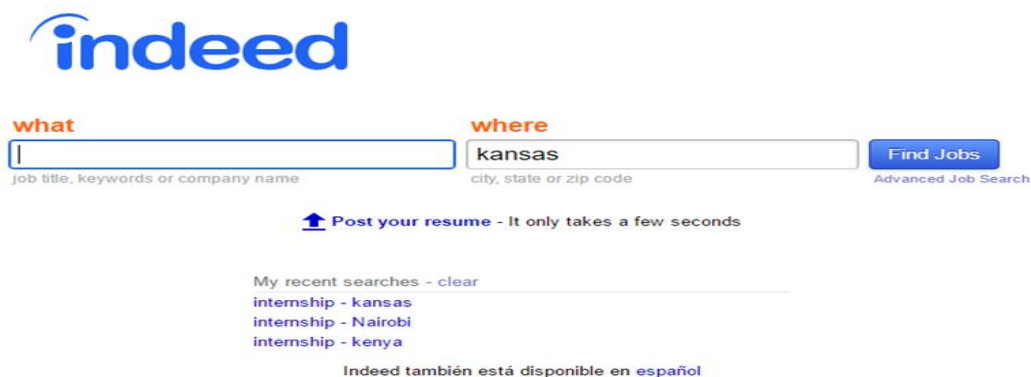 indeed
what where
kansas Find Jobs
job title, keywords or company name city, state or zip code Advanced Job Search
Post your resume - It only takes a few seconds
My recent searches - clear
internship - kansas
internship - Nairobi
internship - kenya
Indeed también está disponible en español